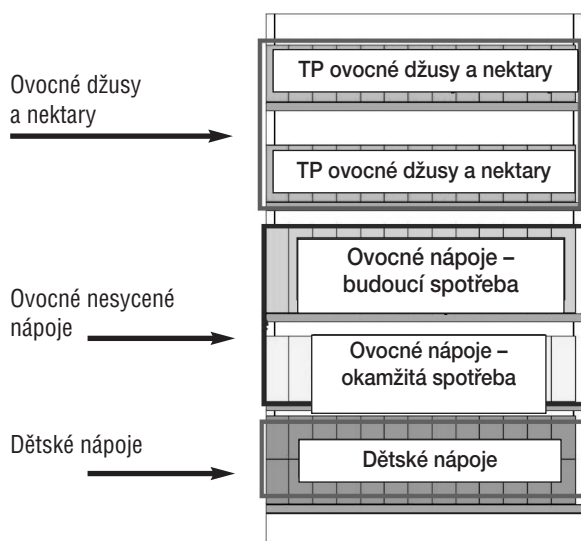 Ovocné džusy
a nektary
TP ovocné džusy a nektary
TP ovocné džusy a nektary
Ovocné nesycené
nápoje
Ovocné nápoje –
budoucí spotřeba
Ovocné nápoje –
okamžitá spotřeba
Dětské nápoje
Dětské nápoje